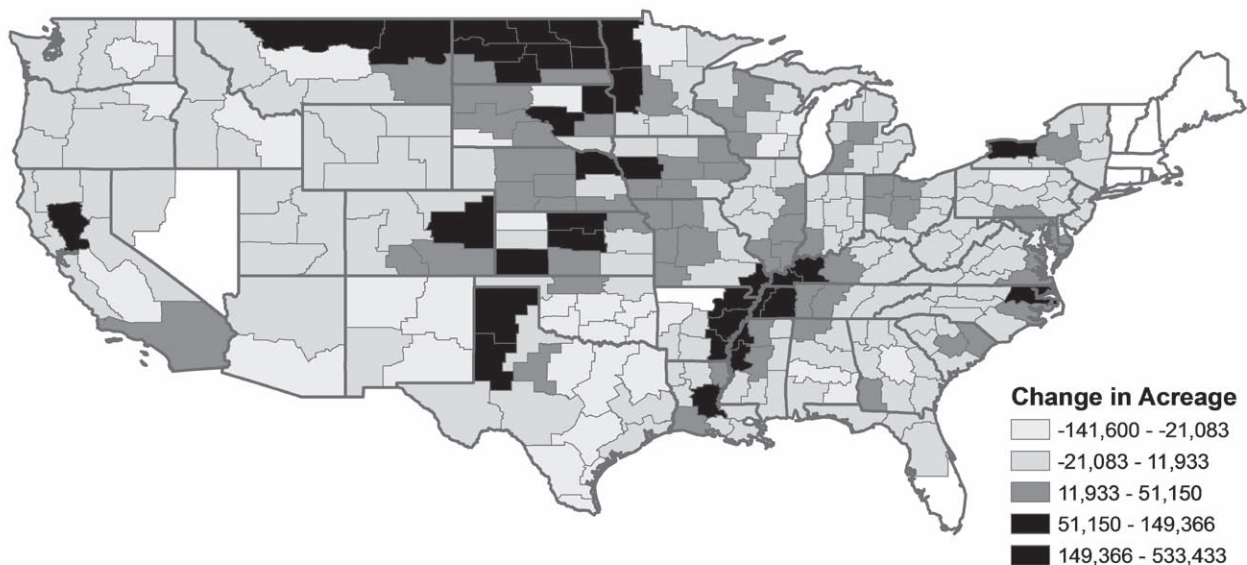 Change in Acreage
-141,600 - -21,083
-21,083 - 11,933
11,933 - 51,150
51,150 - 149,366
149,366 - 533,433